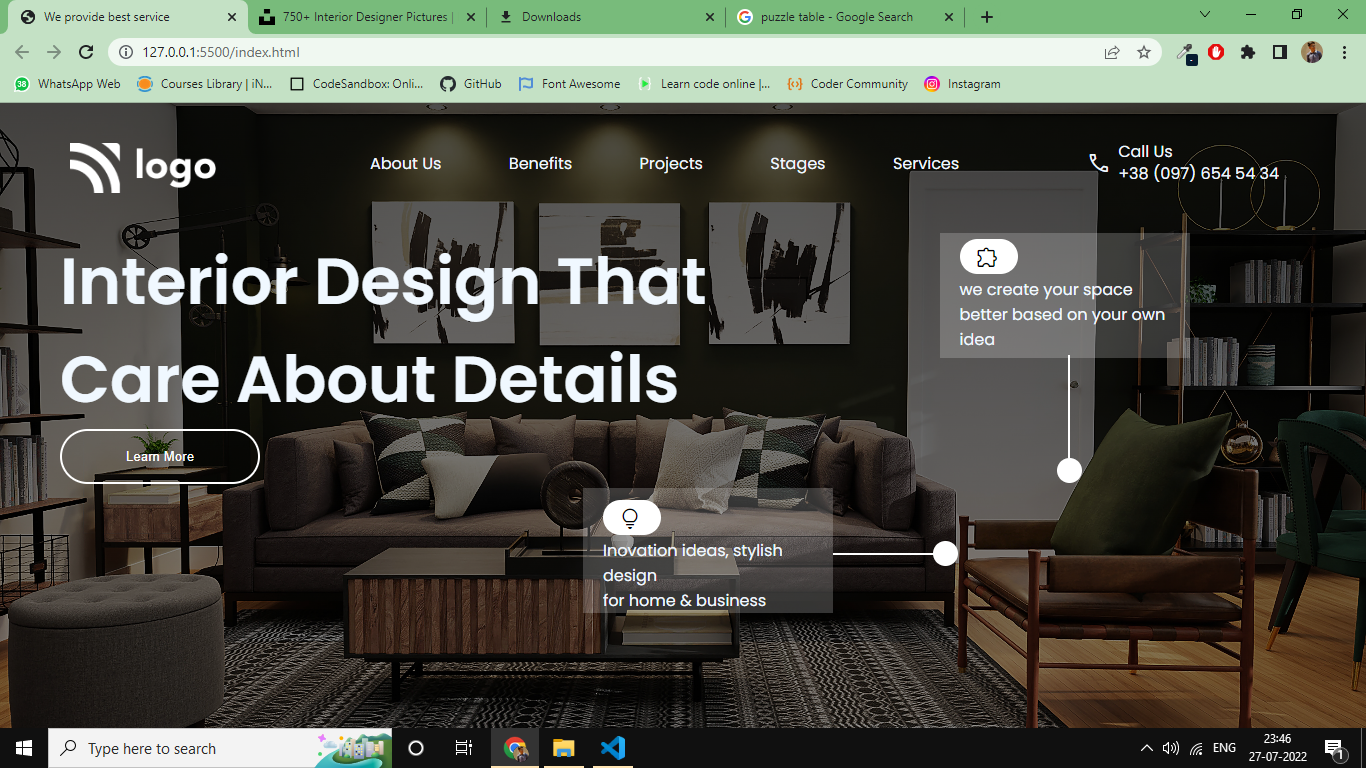 We provide best service
750+ Interior Designer Pictures |
Downloads
puzzle table - Google Search
127.0.0.1:5500/index.html
38
WhatsApp Web
Courses Library | iN...
CodeSandbox: Onli...
GitHub
Font Awesome
Learn code online |...
Coder Community
Instagram
logo
About Us
Benefits
Projects
Stages
Services
Call Us
+38 (097) 654 54 34
Interior Design That
Care About Details
Learn More
we create your space
better based on your own
idea
Inovation ideas, stylish
design
for home & business
Type here to search
ENG
23:46
27-07-2022
1